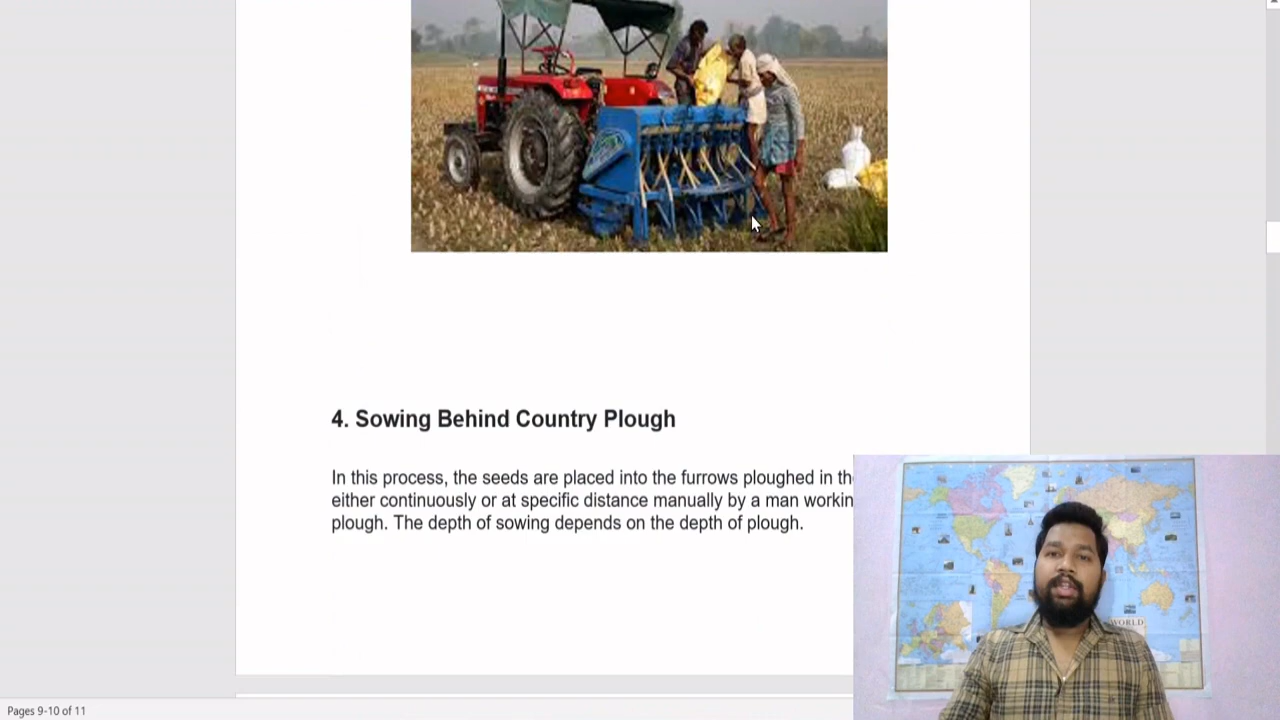 4. Sowing Behind Country Plough
In this process, the seeds are placed into the furrows ploughed in th
either continuously or at specific distance manually by a man workin
plough. The depth of sowing depends on the depth of plough.
WORLD
Pages 9-10 of 11